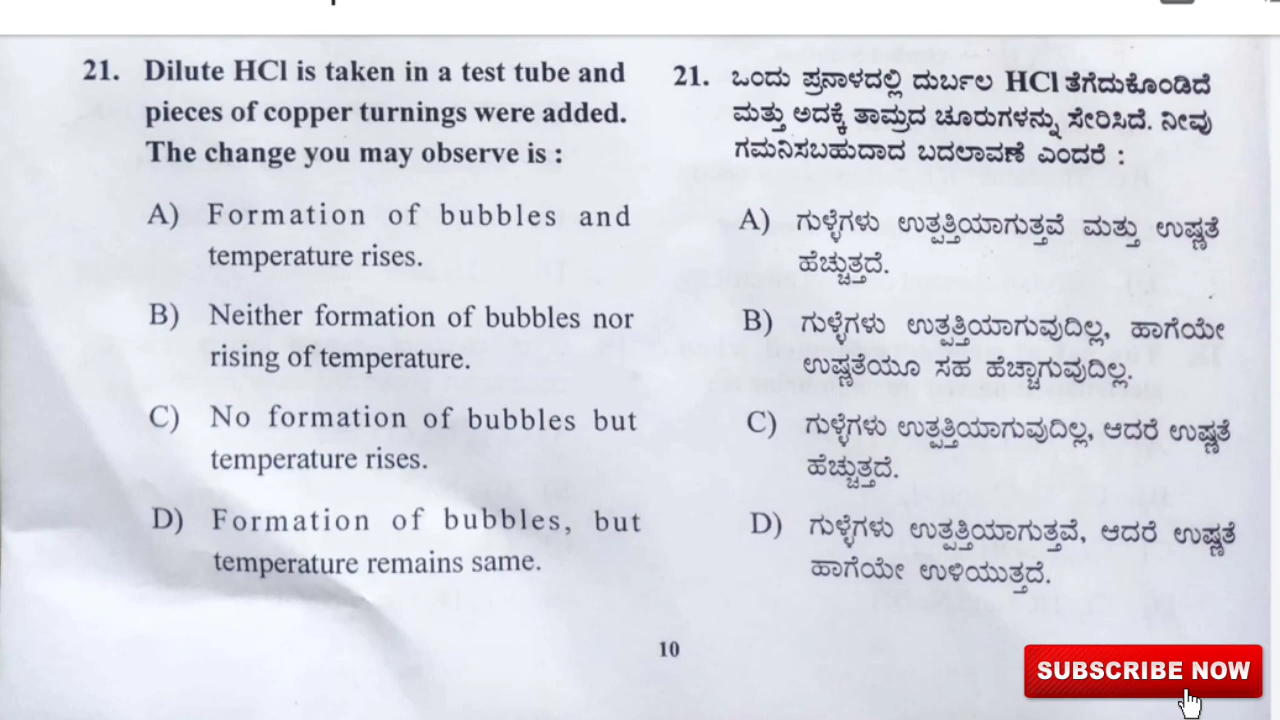 21. Dilute HCl is taken in a test tube and
pieces of copper turnings were added.
The change you may observe is :
A) Formation of bubbles and
temperature rises.
B) Neither formation of bubbles nor
rising of temperature.
C) No formation of bubbles but
temperature rises.
D) Formation of bubbles, but
temperature remains same.
21. ಒಂದು ಪ್ರನಾಳದಲ್ಲಿ ದುರ್ಬಲ HCl ತೆಗೆದುಕೊಂಡಿದೆ
ಮತ್ತು ಅದಕ್ಕೆ ತಾಮ್ರದ ಚೂರುಗಳನ್ನು ಸೇರಿಸಿದೆ. ನೀವು
ಗಮನಿಸಬಹುದಾದ ಬದಲಾವಣೆ ಎಂದರೆ :
A) ಗುಳ್ಳೆಗಳು ಉತ್ಪತ್ತಿಯಾಗುತ್ತವೆ ಮತ್ತು ಉಷ್ಣತೆ
ಹೆಚ್ಚುತ್ತದೆ.
B) ಗುಳ್ಳೆಗಳು ಉತ್ಪತ್ತಿಯಾಗುವುದಿಲ್ಲ, ಹಾಗೆಯೇ
ಉಷ್ಣತೆಯೂ ಸಹ ಹೆಚ್ಚಾಗುವುದಿಲ್ಲ.
C) ಗುಳ್ಳೆಗಳು ಉತ್ಪತ್ತಿಯಾಗುವುದಿಲ್ಲ, ಆದರೆ ಉಷ್ಣತೆ
ಹೆಚ್ಚುತ್ತದೆ.
D) ಗುಳ್ಳೆಗಳು ಉತ್ಪತ್ತಿಯಾಗುತ್ತವೆ, ಆದರೆ ಉಷ್ಣತೆ
ಹಾಗೆಯೇ ಉಳಿಯುತ್ತದೆ.
10
SUBSCRIBE NOW